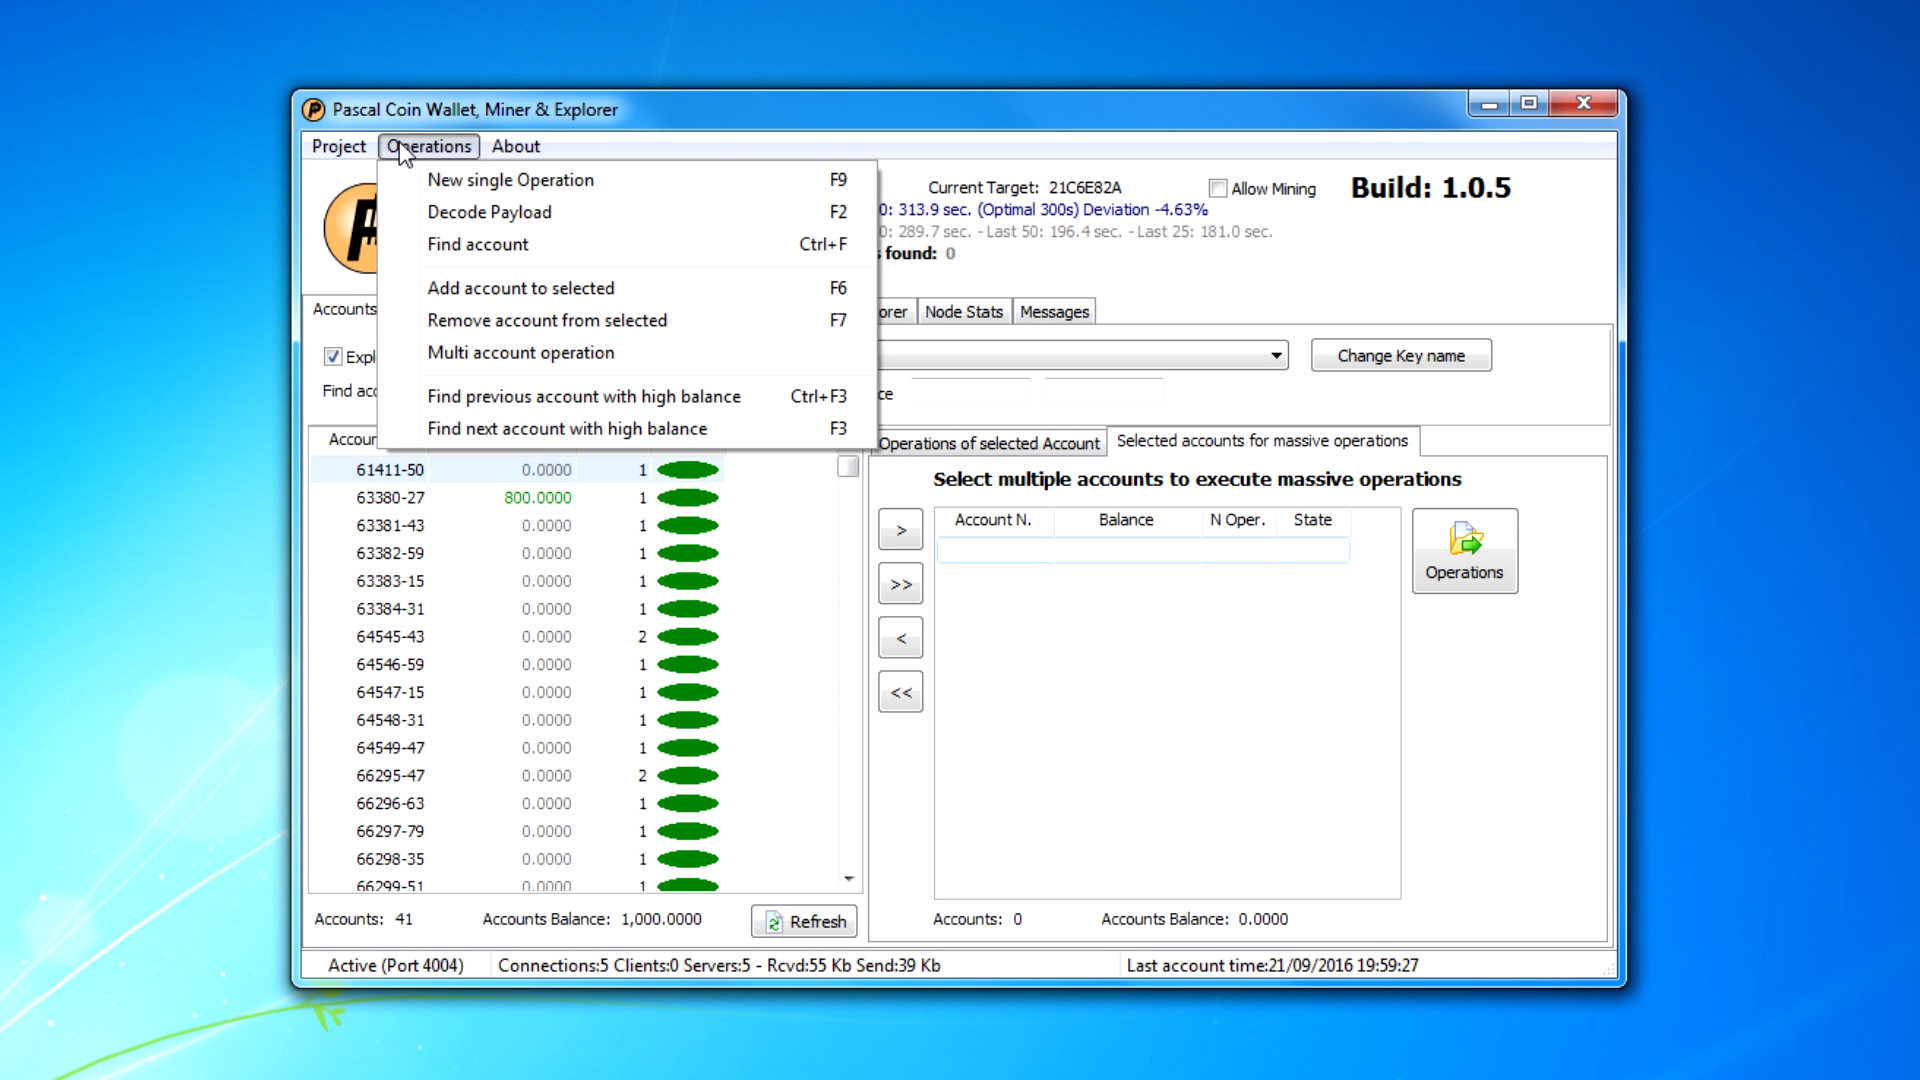 Pascal Coin Wallet, Miner & Explorer
Project Operations About
New single Operation F9
Decode Payload F2
Find account Ctrl+F
Add account to selected F6
Remove account from selected F7
Multi account operation
Find previous account with high balance Ctrl+F3
Find next account with high balance F3
Current Target: 21C6E82A Allow Mining Build: 1.0.5
0: 313.9 sec. (Optimal 300s) Deviation -4.63%
0: 289.7 sec. - Last 50: 196.4 sec. - Last 25: 181.0 sec.
s found: 0
Accounts orer Node Stats Messages
Expl Change Key name
Find acc ce
Accoun
Operations of selected Account Selected accounts for massive operations
61411-50 0.0000 1
63380-27 800.0000 1
63381-43 0.0000 1
63382-59 0.0000 1
63383-15 0.0000 1
63384-31 0.0000 1
64545-43 0.0000 2
64546-59 0.0000 1
64547-15 0.0000 1
64548-31 0.0000 1
64549-47 0.0000 1
66295-47 0.0000 2
66296-63 0.0000 1
66297-79 0.0000 1
66298-35 0.0000 1
66299-51 0.0000 1
Accounts: 41 Accounts Balance: 1,000.0000 Refresh
Select multiple accounts to execute massive operations
Account N. Balance N Oper. State
>
>>
<
<<
Operations
Accounts: 0 Accounts Balance: 0.0000
Active (Port 4004) Connections:5 Clients:0 Servers:5 - Rcvd:55 Kb Send:39 Kb Last account time:21/09/2016 19:59:27